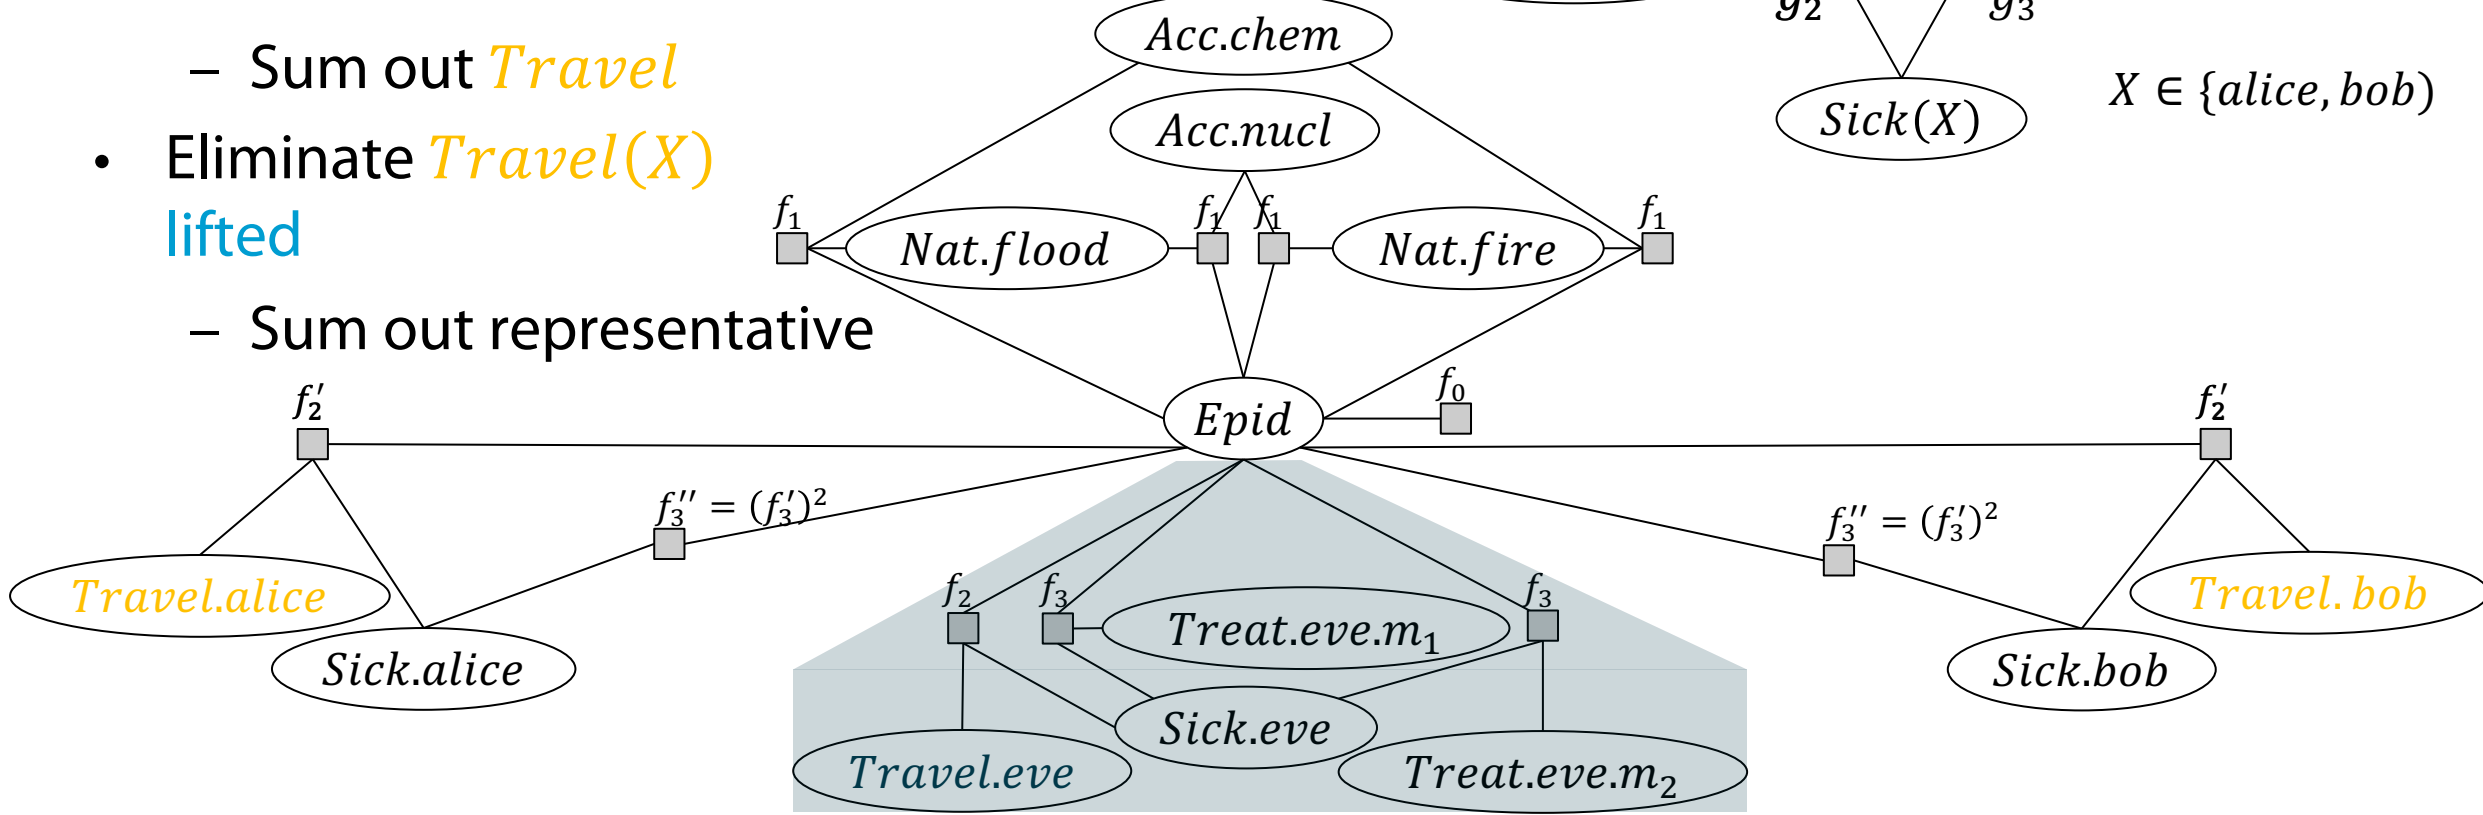 – Sum out Travel
• Eliminate Travel(X)
lifted
– Sum out representative
g₂ g₃
Sick(X)
X ∈ {alice, bob)
Acc.chem
Acc.nucl
f₁ f₁ f₁ f₁
Nat.flood Nat.fire
f₂′ Epid f₀ f₂′
f₃″ = (f₃′)² f₃″ = (f₃′)²
f₂ f₃ f₃
Travel.alice Treat.eve.m₁ Travel.bob
Sick.alice Sick.bob
Sick.eve
Travel.eve Treat.eve.m₂